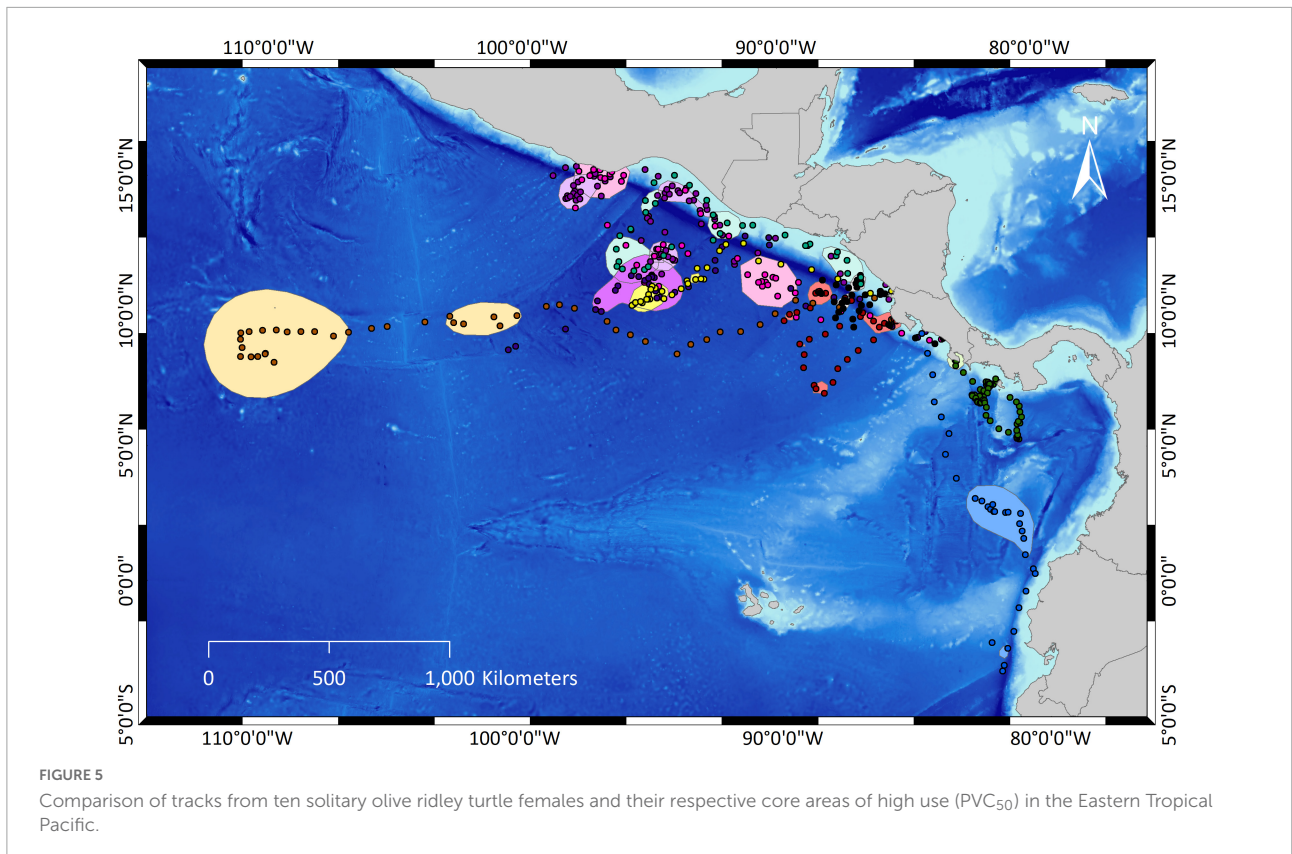 110°0'0"W 100°0'0"W 90°0'0"W 80°0'0"W
N
15°0'0"N 15°0'0"N
10°0'0"N 10°0'0"N
5°0'0"N 5°0'0"N
0°0'0" 0°0'0"
5°0'0"S 5°0'0"S
0 500 1,000 Kilometers
110°0'0"W 100°0'0"W 90°0'0"W 80°0'0"W
FIGURE 5
Comparison of tracks from ten solitary olive ridley turtle females and their respective core areas of high use (PVC50) in the Eastern Tropical
Pacific.